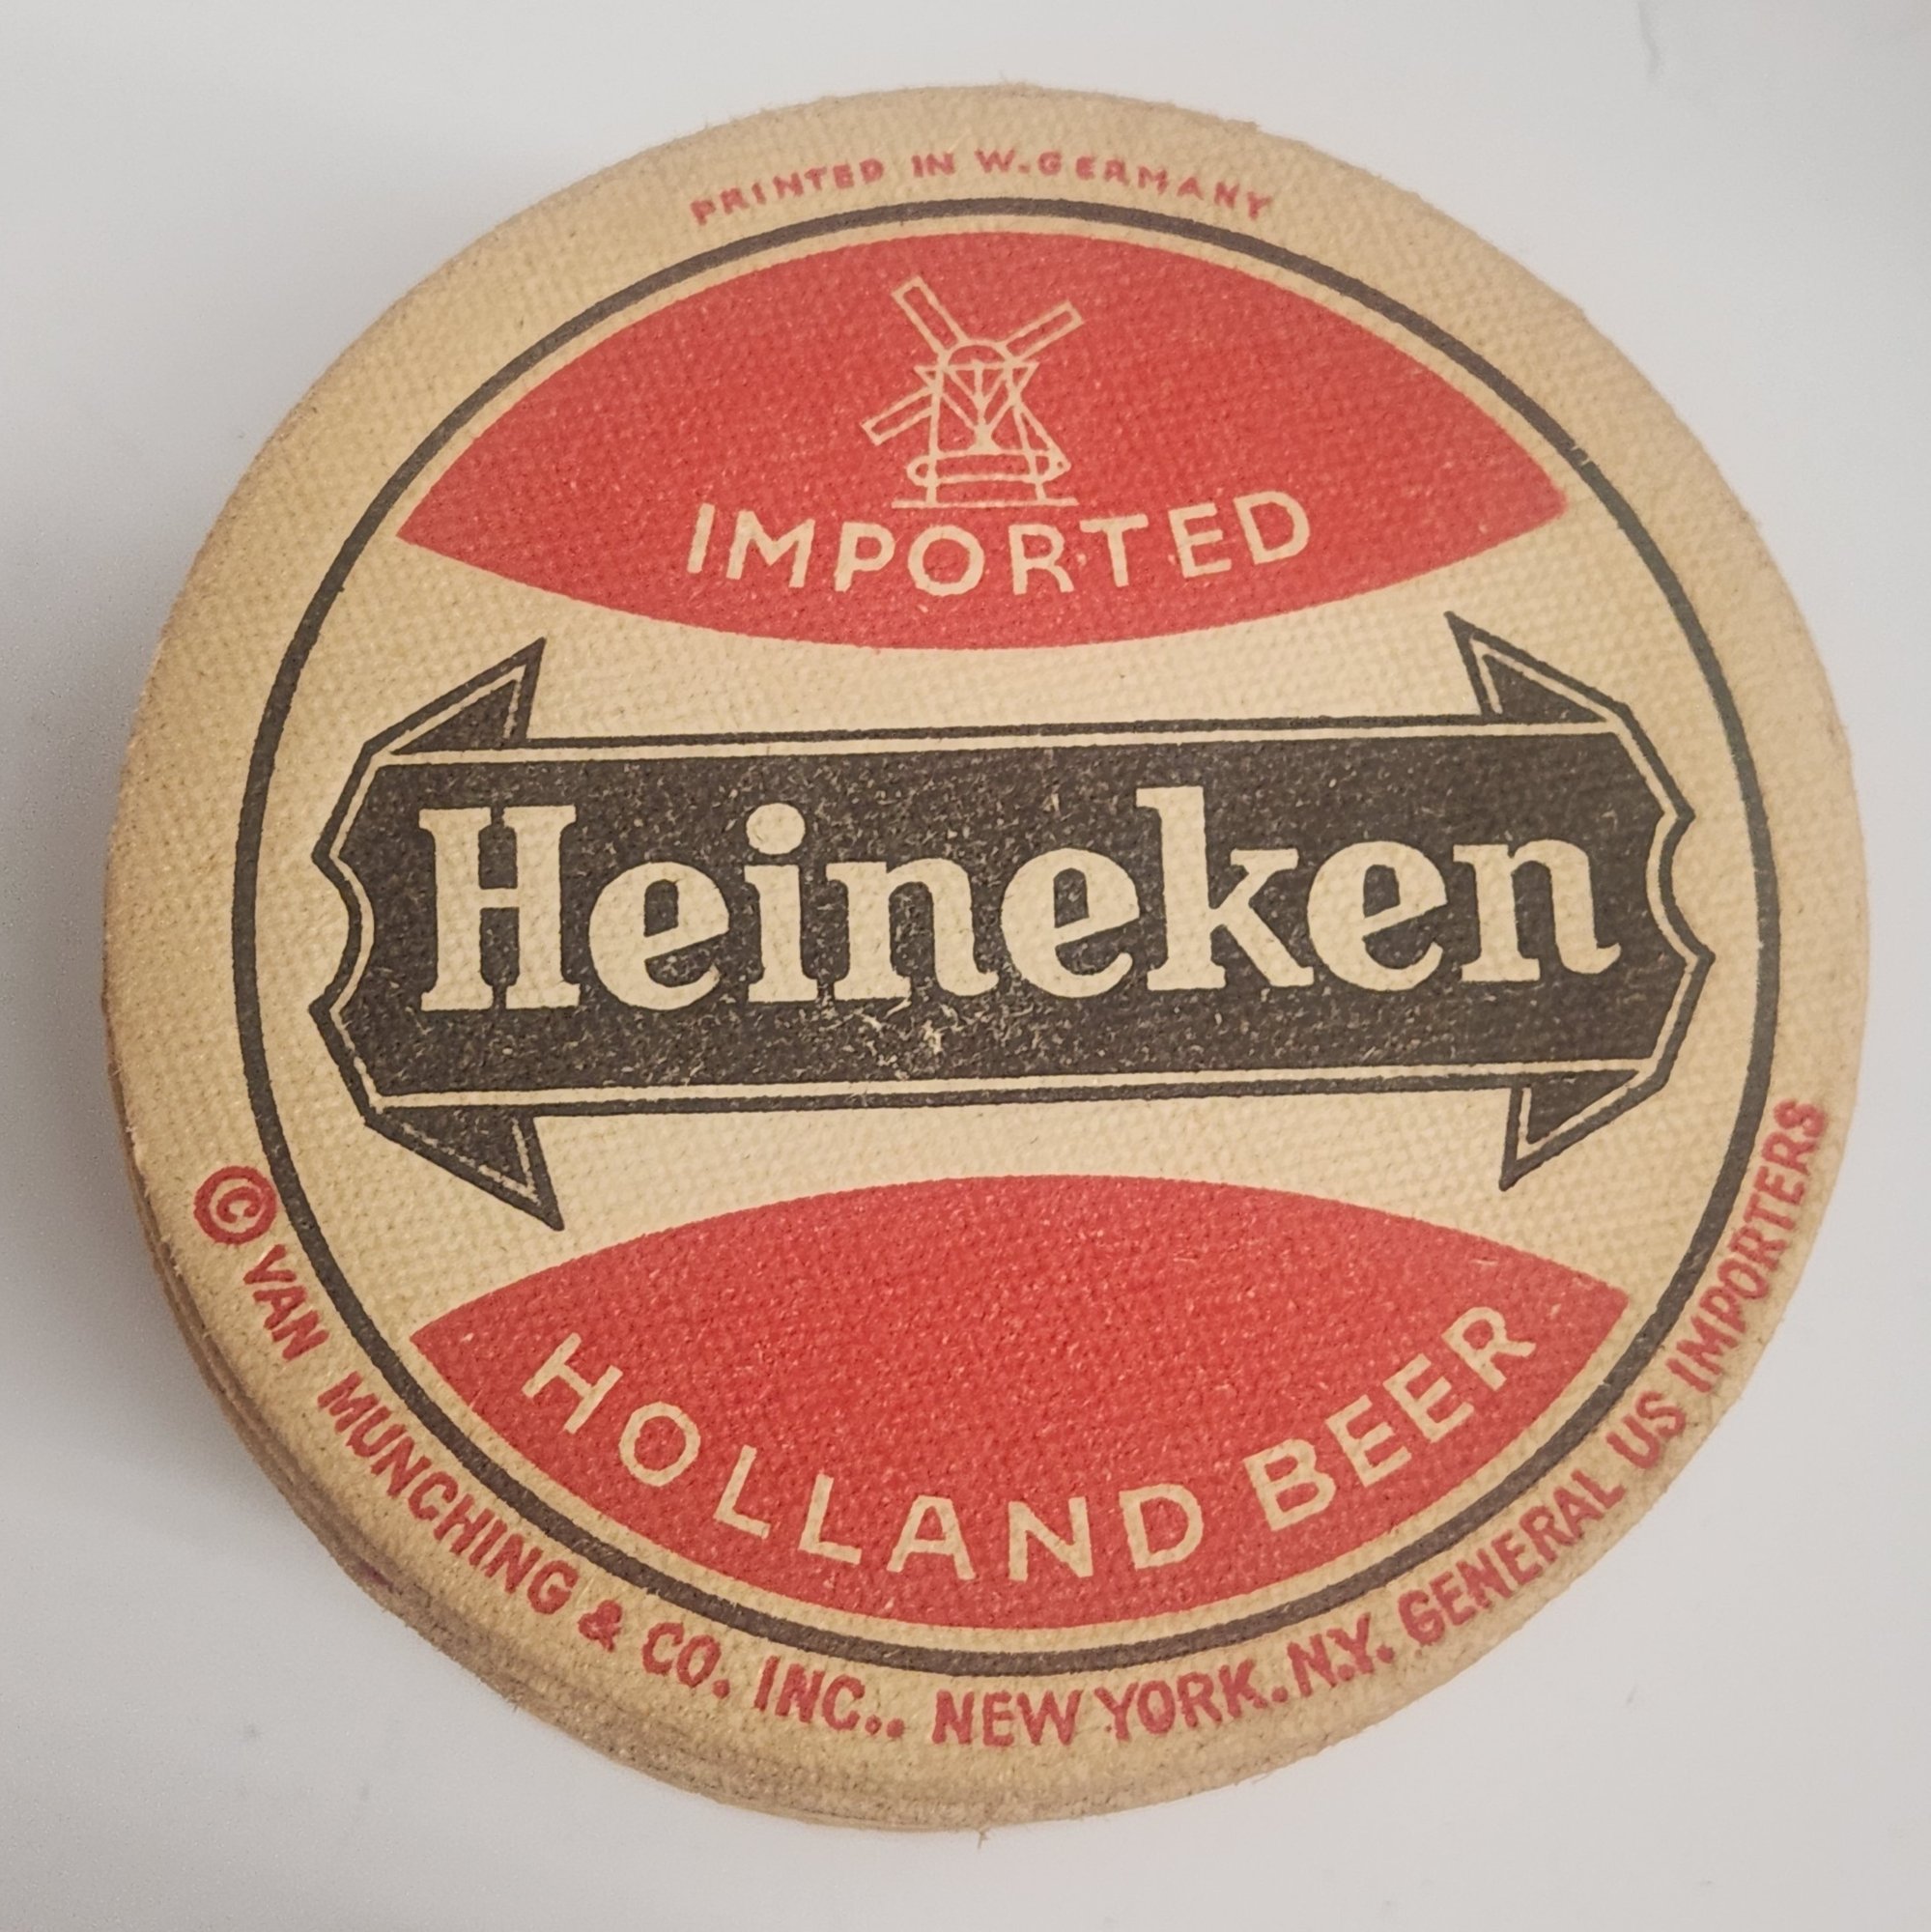 PRINTED IN W.GERMANY
IMPORTED
Heineken
HOLLAND BEER
© VAN MUNCHING & CO. INC.. NEW YORK. N.Y. GENERAL US IMPORTERS